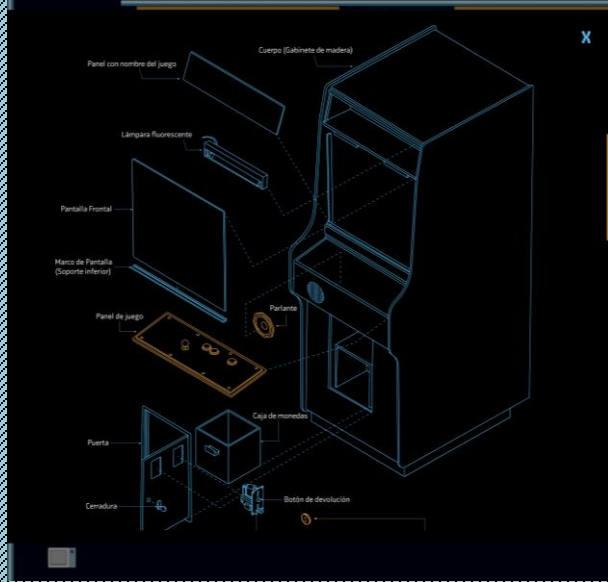 X
Cuerpo (Gabinete de madera)
Panel con nombre del juego
Lámpara fluorescente
Pantalla Frontal
Marco de Pantalla
(Soporte inferior)
Parlante
Panel de juego
Caja de monedas
Puerta
Botón de devolución
Cerradura